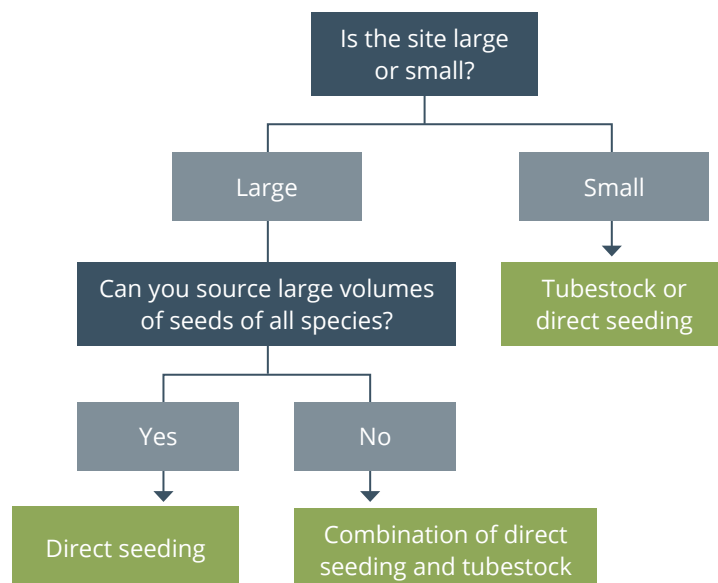 Is the site large
or small?
Large
Small
Can you source large volumes
of seeds of all species?
Tubestock or
direct seeding
Yes
No
Direct seeding
Combination of direct
seeding and tubestock